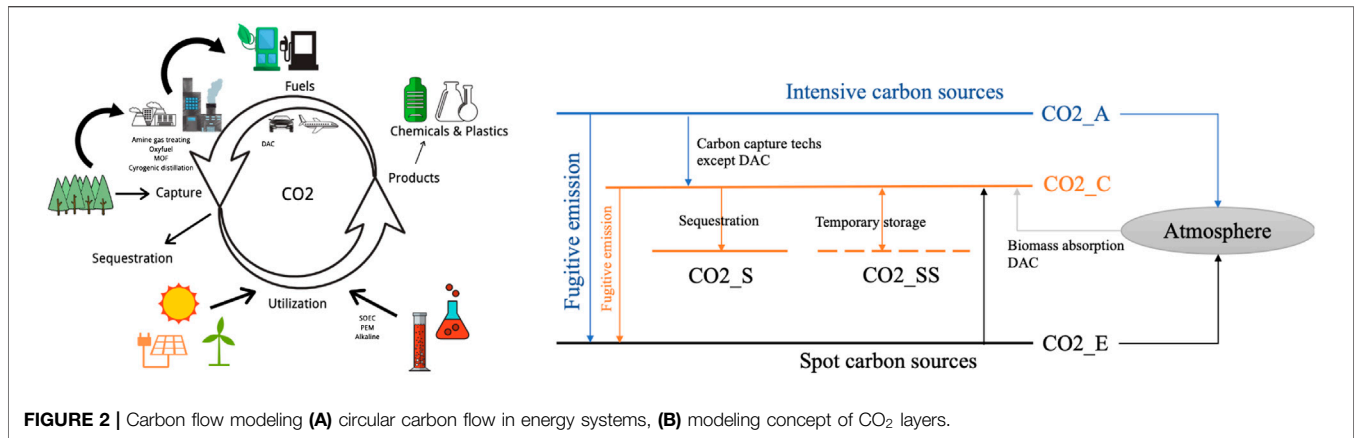 Fuels
Amine gas treating
Oxyfuel
MOF
Cyrogenic distillation
DAC
Chemicals & Plastics
Capture
CO2
Products
Sequestration
Utilization
SOEC
PEM
Alkaline
Intensive carbon sources
CO2_A
Fugitive emission
Carbon capture techs
except DAC
CO2_C
Fugitive emission
Sequestration
Temporary storage
CO2_S
CO2_SS
Biomass absorption
DAC
Atmosphere
CO2_E
Spot carbon sources
FIGURE 2 | Carbon flow modeling (A) circular carbon flow in energy systems, (B) modeling concept of CO₂ layers.